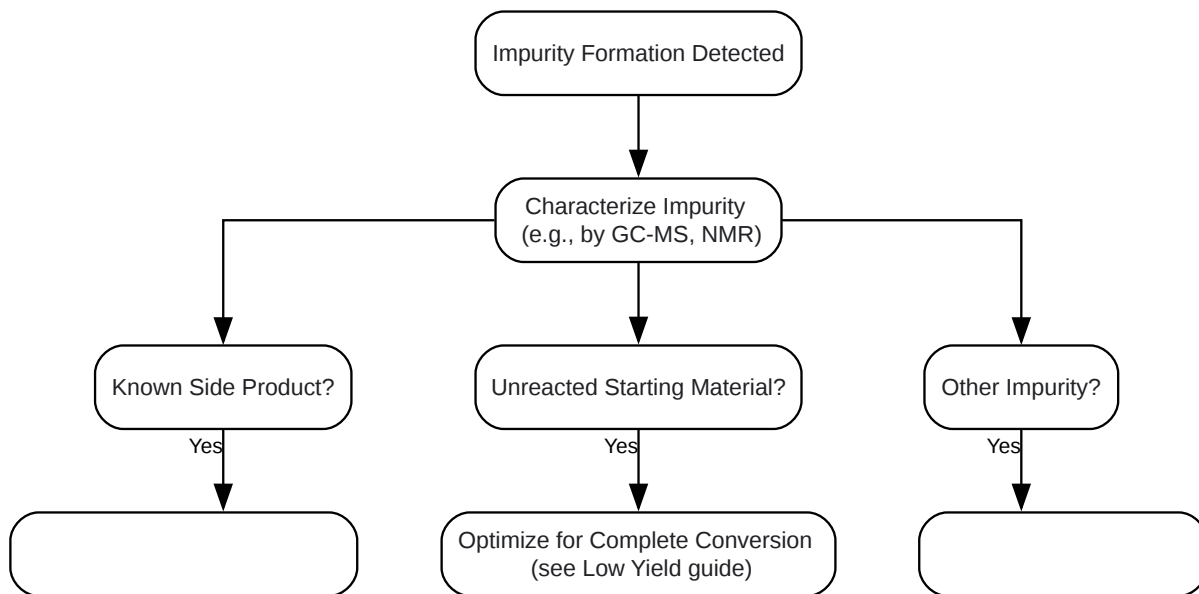 Impurity Formation Detected
Characterize Impurity
(e.g., by GC-MS, NMR)
Known Side Product?
Unreacted Starting Material?
Other Impurity?
Yes
Yes
Yes
Optimize for Complete Conversion
(see Low Yield guide)